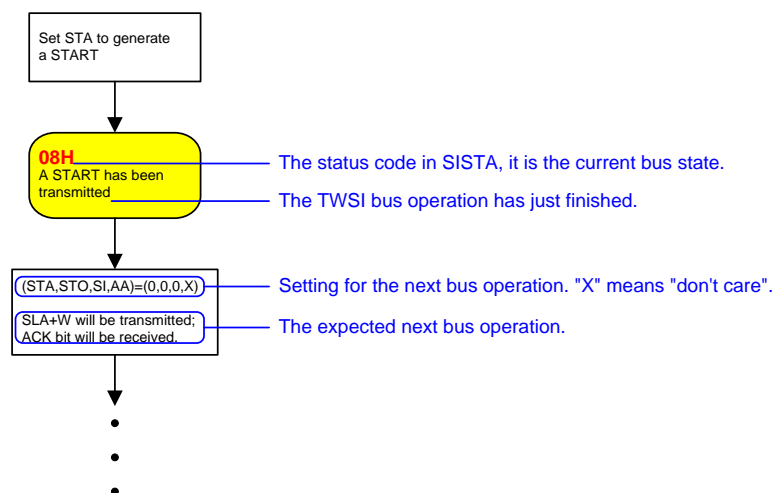 Set STA to generate
a START
08H
A START has been
transmitted
The status code in SISTA, it is the current bus state.
The TWSI bus operation has just finished.
(STA,STO,SI,AA)=(0,0,0,X)
Setting for the next bus operation. "X" means "don't care".
SLA+W will be transmitted;
ACK bit will be received.
The expected next bus operation.